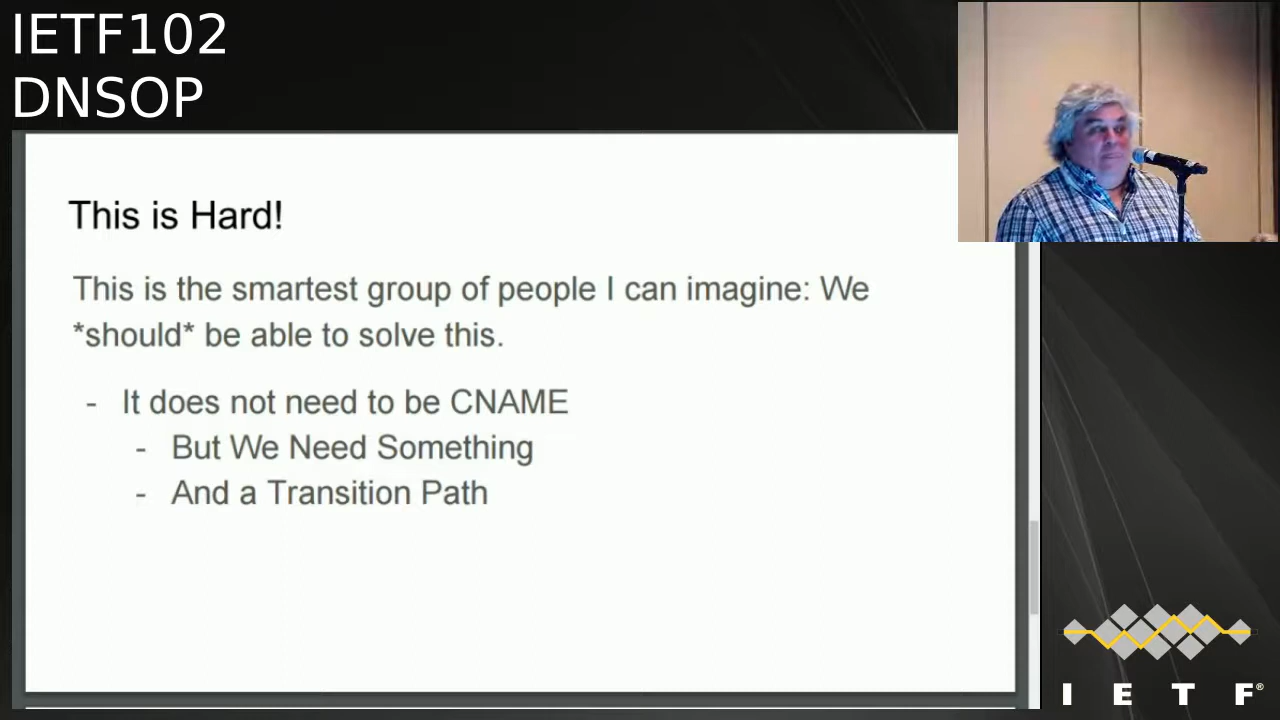 IETF102
DNSOP
This is Hard!
This is the smartest group of people I can imagine: We
*should* be able to solve this.
- It does not need to be CNAME
- But We Need Something
- And a Transition Path
I E T F®